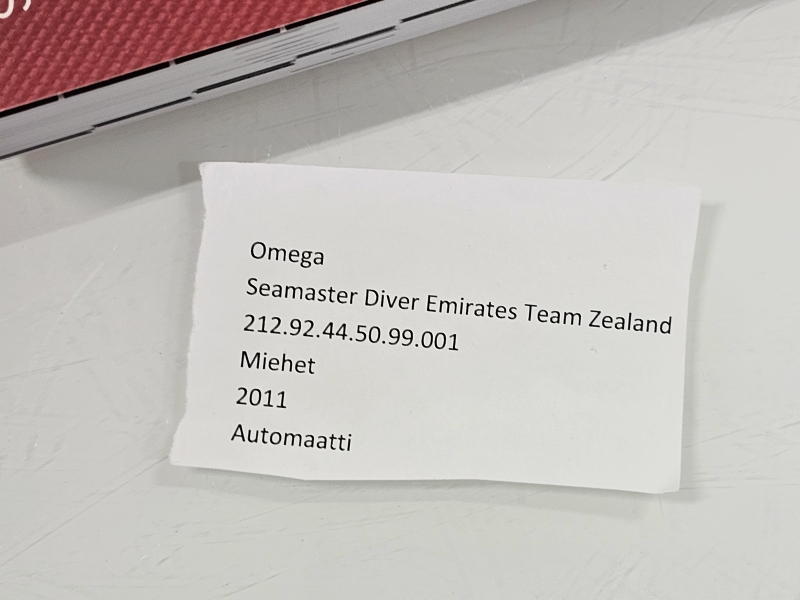 Omega
Seamaster Diver Emirates Team Zealand
212.92.44.50.99.001
Miehet
2011
Automaatti